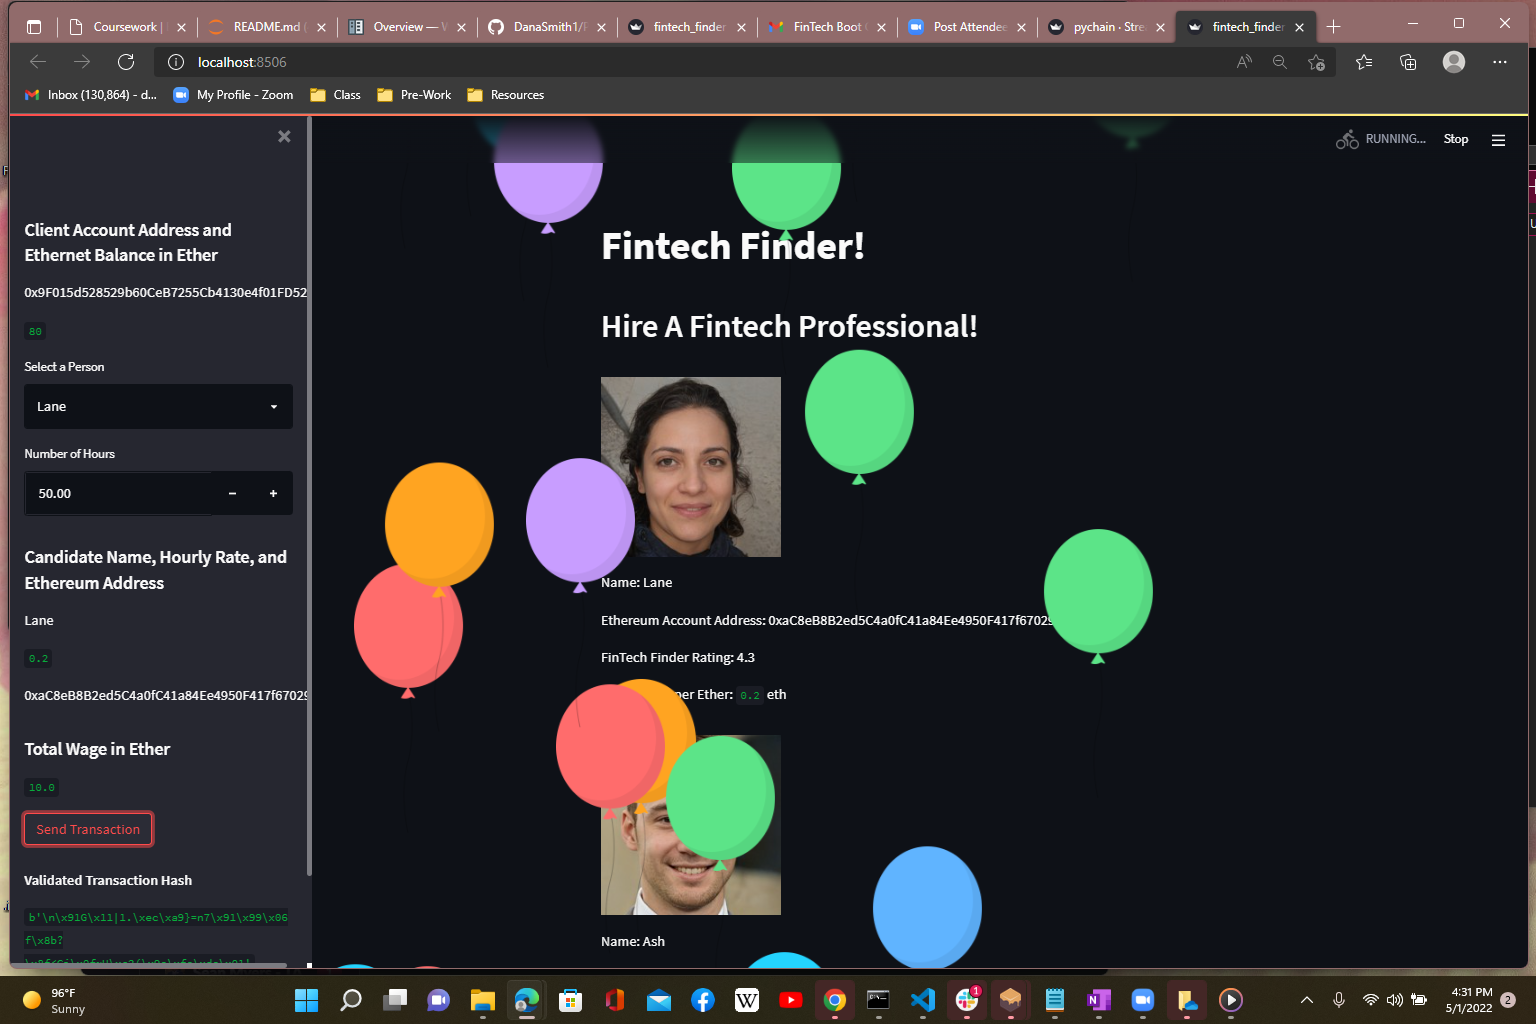 Coursework |
README.md (
Overview — V
DanaSmith1/F
fintech_finder
FinTech Boot C
Post Attendee
pychain · Stre
fintech_finder
localhost:8506
Inbox (130,864) - d...
My Profile - Zoom
Class
Pre-Work
Resources
RUNNING...
Stop
Client Account Address and
Ethernet Balance in Ether
0x9F015d528529b60CeB7255Cb4130e4f01FD52
80
Select a Person
Lane
Number of Hours
50.00
Candidate Name, Hourly Rate, and
Ethereum Address
Lane
0.2
0xaC8eB8B2ed5C4a0fC41a84Ee4950F417f67029
Total Wage in Ether
10.0
Send Transaction
Validated Transaction Hash
b'\n\x91G\x11|1.\xec\xa9}=n7\x91\x99\x06
f\x8b?
Fintech Finder!
Hire A Fintech Professional!
Name: Lane
Ethereum Account Address: 0xaC8eB8B2ed5C4a0fC41a84Ee4950F417f67029
FinTech Finder Rating: 4.3
per Ether: 0.2 eth
Name: Ash
96°F
Sunny
1
4:31 PM
5/1/2022
2